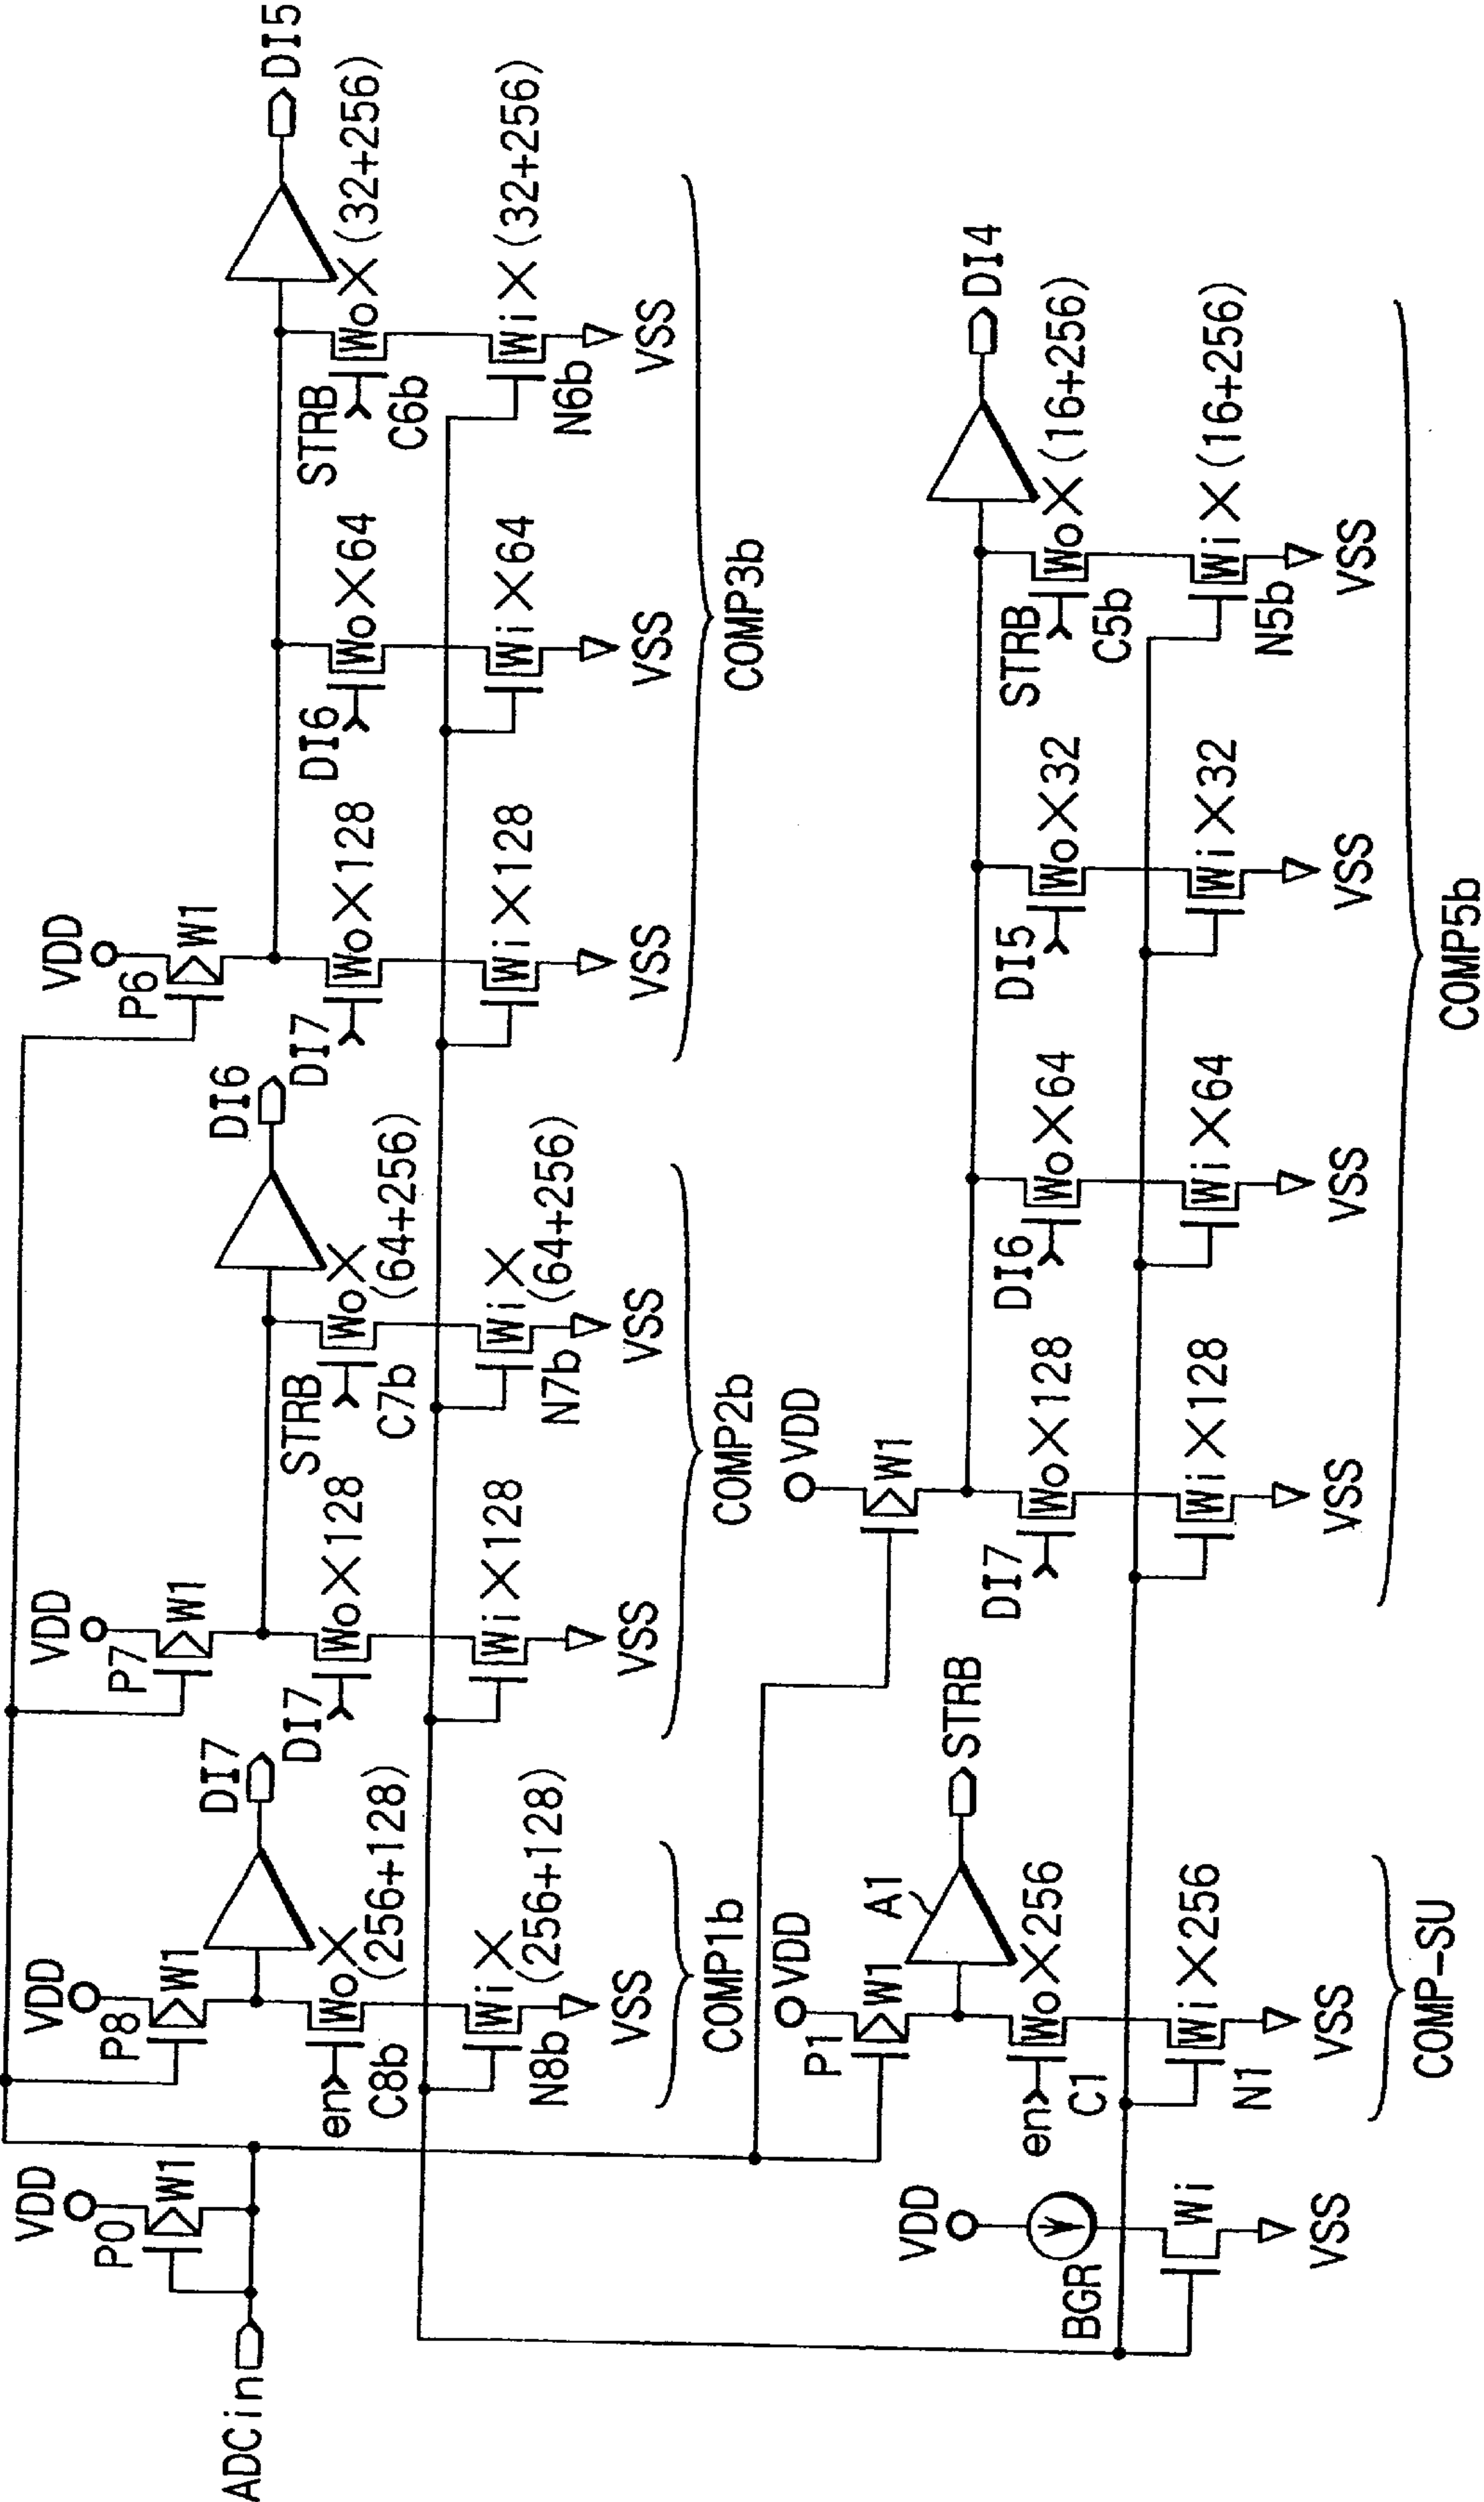 ADCin
VDD
P0
W1
VDD
P8
W1
DI7
en
Wo×
(256+128)
C8b
Wi×
(256+128)
N8b
VSS
COMP1b
VDD
P7
W1
DI7
Wo×128
Wi×128
VSS
DI6
STRB
Wo×
(64+256)
C7b
Wi×
(64+256)
N7b
VSS
COMP2b
VDD
P6
W1
DI7
Wo×128
Wi×128
VSS
DI6
Wo×64
Wi×64
VSS
DI5
STRB
Wo×(32+256)
C6b
Wi×(32+256)
N6b
VSS
COMP3b
VDD
BGR
Wi
VSS
VDD
P1
W1
A1
STRB
en
Wo×256
C1
Wi×256
N1
VSS
COMP-SU
VDD
W1
DI7
Wo×128
Wi×128
VSS
DI6
Wo×64
Wi×64
VSS
DI5
Wo×32
Wi×32
VSS
DI4
STRB
Wo×(16+256)
C5b
Wi×(16+256)
N5b
VSS
COMP5b